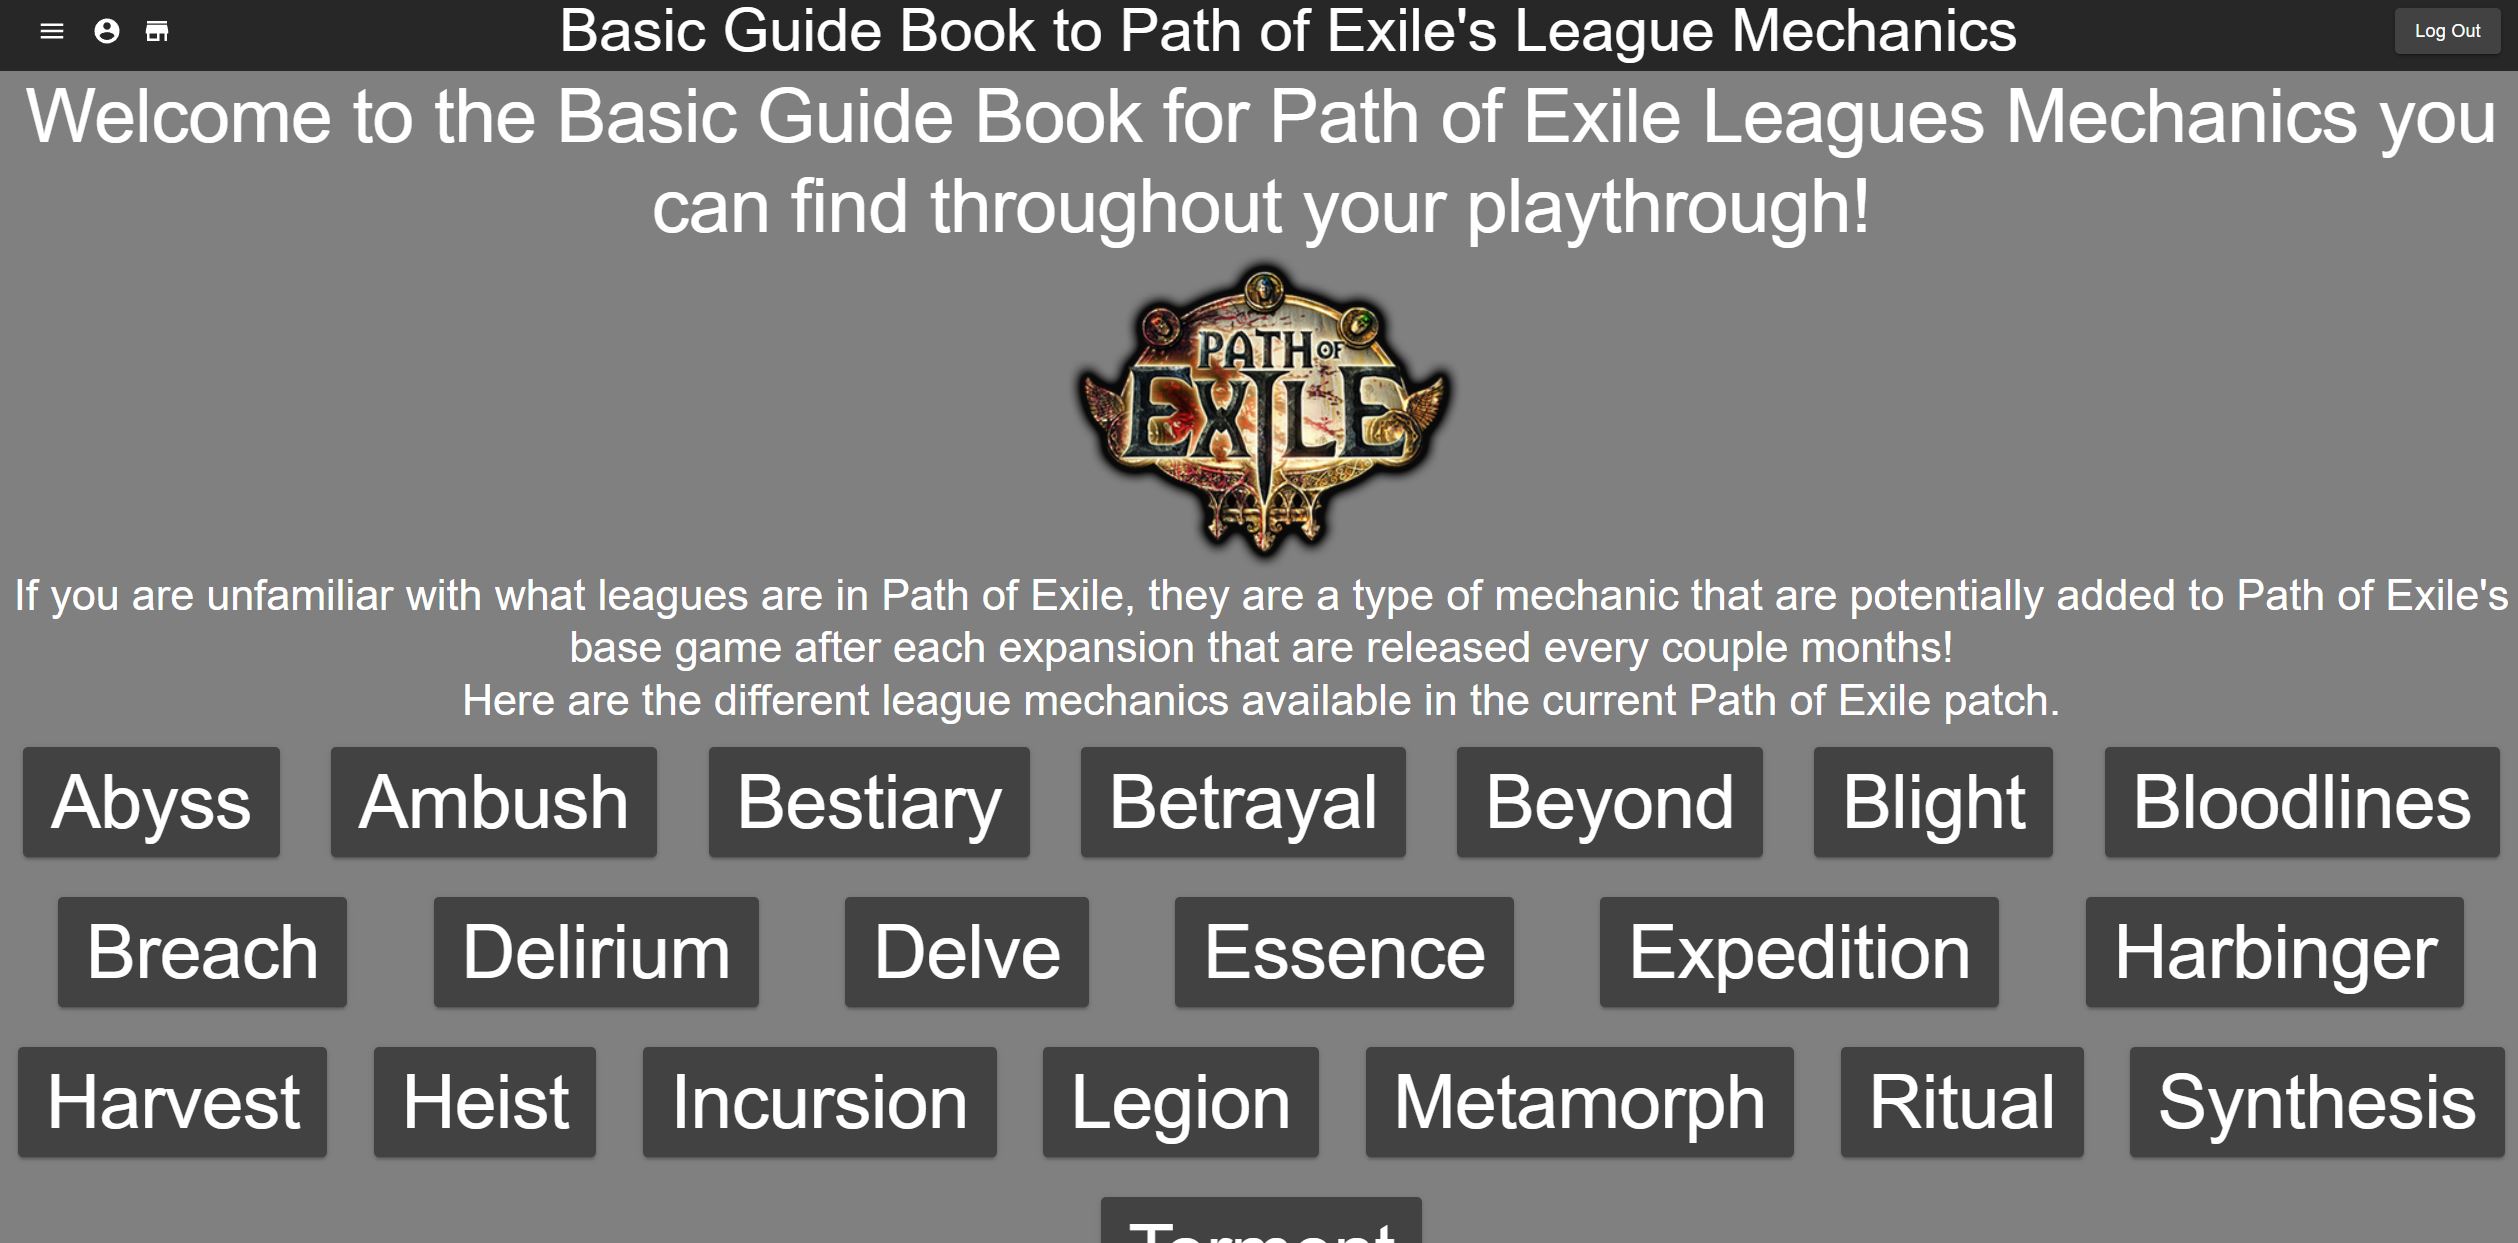 Basic Guide Book to Path of Exile's League Mechanics
Log Out
Welcome to the Basic Guide Book for Path of Exile Leagues Mechanics you
can find throughout your playthrough!
PATH OF
EXILE
If you are unfamiliar with what leagues are in Path of Exile, they are a type of mechanic that are potentially added to Path of Exile's
base game after each expansion that are released every couple months!
Here are the different league mechanics available in the current Path of Exile patch.
Abyss Ambush Bestiary Betrayal Beyond Blight Bloodlines
Breach Delirium Delve Essence Expedition Harbinger
Harvest Heist Incursion Legion Metamorph Ritual Synthesis
Torment